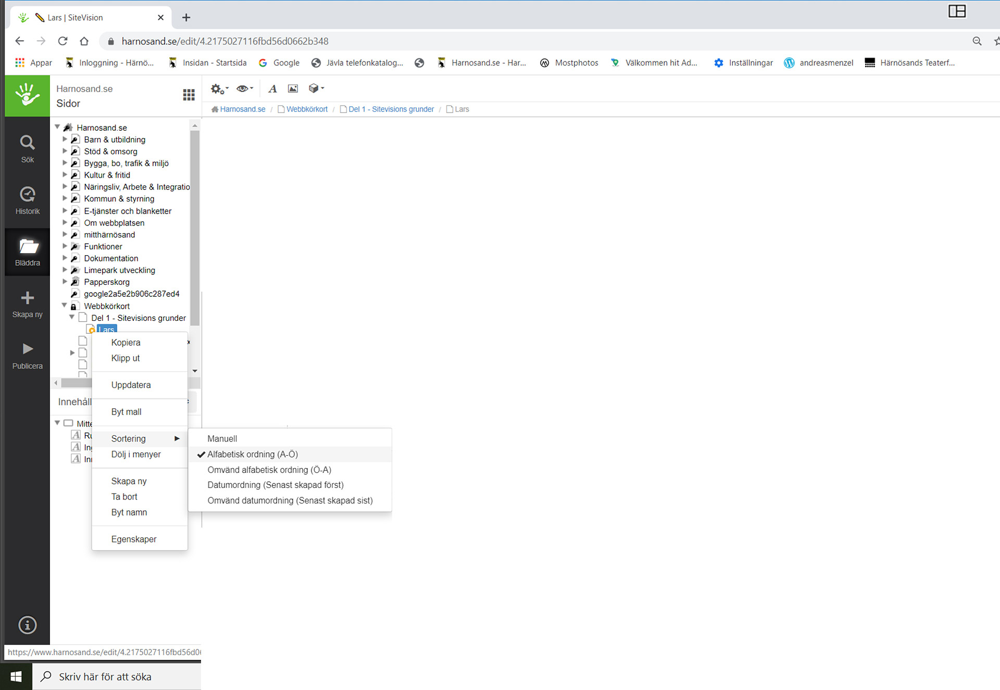 Lars | SiteVision
harnosand.se/edit/4.2175027116fbd56d0662b348
Appar Inloggning - Härnö... Insidan - Startsida Google Jävla telefonkatalog... Harnosand.se - Har... Mostphotos Välkommen hit Ad... Inställningar andreasmenzel Härnösands Teaterf...
Harnosand.se
Sidor
Harnosand.se / Webbkörkort / Del 1 - Sitevisions grunder / Lars
Sök
Historik
Bläddra
Skapa ny
Publicera
Harnosand.se
Barn & utbildning
Stöd & omsorg
Bygga, bo, trafik & miljö
Kultur & fritid
Näringsliv, Arbete & Integratio
Kommun & styrning
E-tjänster och blanketter
Om webbplatsen
mitthärnösand
Funktioner
Dokumentation
Limepark utveckling
Papperskorg
google2a5e2b906c287ed4
Webbkörkort
Del 1 - Sitevisions grunder
Lars
Innehåll
Mitte
Ru
Ing
Kopiera
Klipp ut
Uppdatera
Byt mall
Sortering
Dölj i menyer
Skapa ny
Ta bort
Byt namn
Egenskaper
Manuell
Alfabetisk ordning (A-Ö)
Omvänd alfabetisk ordning (Ö-A)
Datumordning (Senast skapad först)
Omvänd datumordning (Senast skapad sist)
https://www.harnosand.se/edit/4.2175027116fbd56d0
Skriv här för att söka